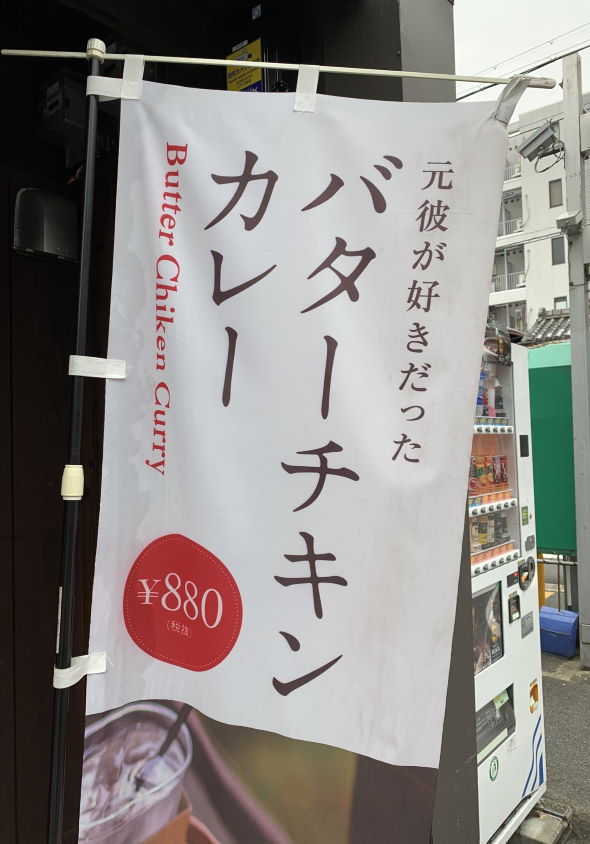 元彼が好きだった
バターチキン
カレー
Butter Chiken Curry
¥880
(税抜)